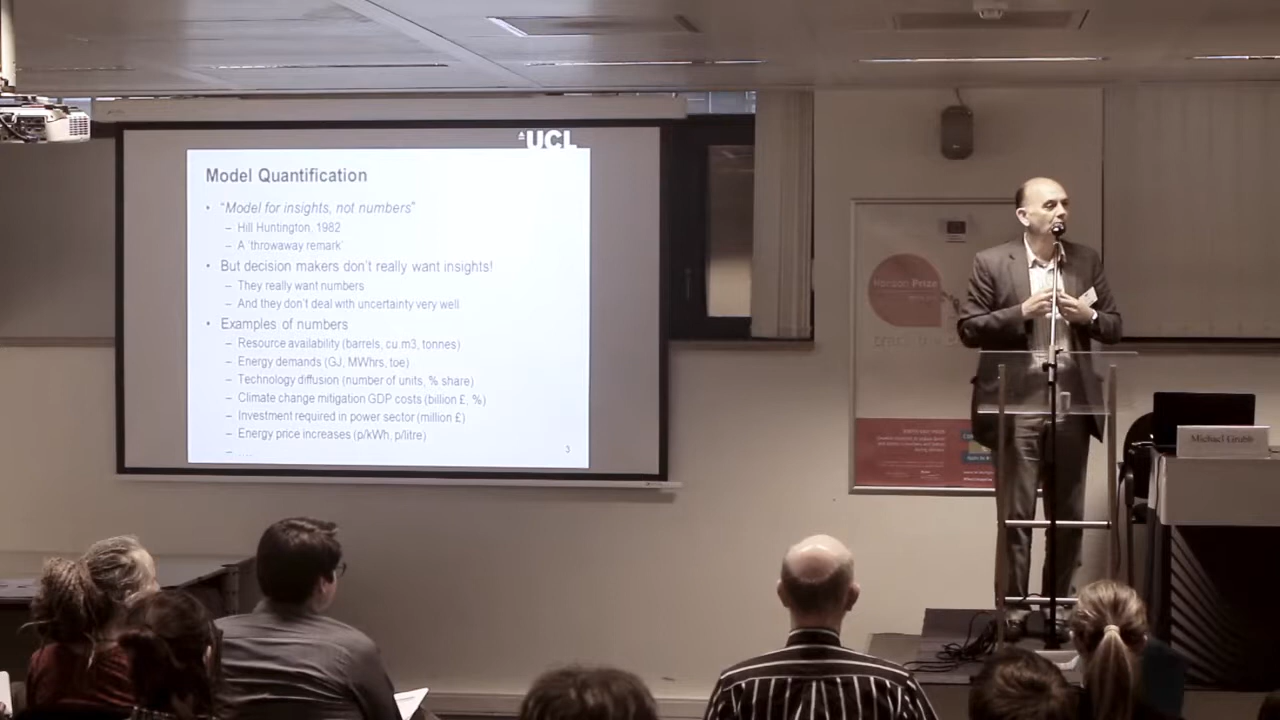 UCL
Model Quantification
• "Model for insights, not numbers"
– Hill Huntington, 1982
– A 'throwaway remark'
• But decision makers don't really want insights!
– They really want numbers
– And they don't deal with uncertainty very well
• Examples of numbers
– Resource availability (barrels, cu.m3, tonnes)
– Energy demands (GJ, MWhrs, toe)
– Technology diffusion (number of units, % share)
– Climate change mitigation GDP costs (billion £, %)
– Investment required in power sector (million £)
– Energy price increases (p/kWh, p/litre)
– ...
3
Horizon Prize
Michael Grubb